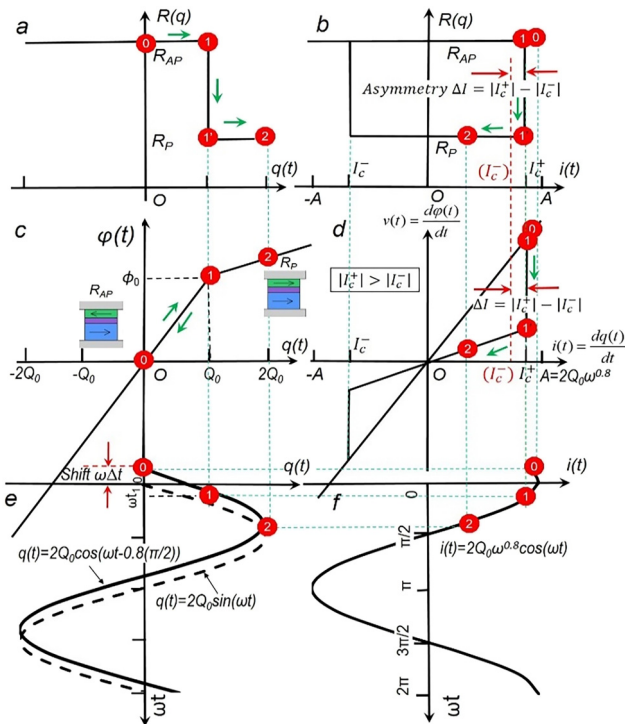 a
R(q)
0
1
R_AP
R_P
1'
2
O
q(t)
b
R(q)
1
0
R_AP
Asymmetry ΔI = |I_c^+| − |I_c^-|
2
1
R_P
I_c^-
(I_c^-)
I_c^+
i(t)
-A
O
A
c
φ(t)
2
R_P
ϕ_0
1
R_AP
0
q(t)
-2Q_0
-Q_0
O
Q_0
2Q_0
d
v(t) = dφ(t)/dt
0
1
|I_c^+| > |I_c^-|
ΔI = |I_c^+| − |I_c^-|
1
2
I_c^-
i(t) = dq(t)/dt
-A
O
(I_c^-)
I_c^+
A=2Q_0ω^0.8
0
q(t)
Shift ωΔt
0
ωt_1
1
e
2
q(t)=2Q_0cos(ωt-0.8(π/2))
q(t)=2Q_0sin(ωt)
ωt
0
i(t)
0
1
f
2
π/2
i(t)=2Q_0ω^0.8cos(ωt)
π
3π/2
2π
ωt